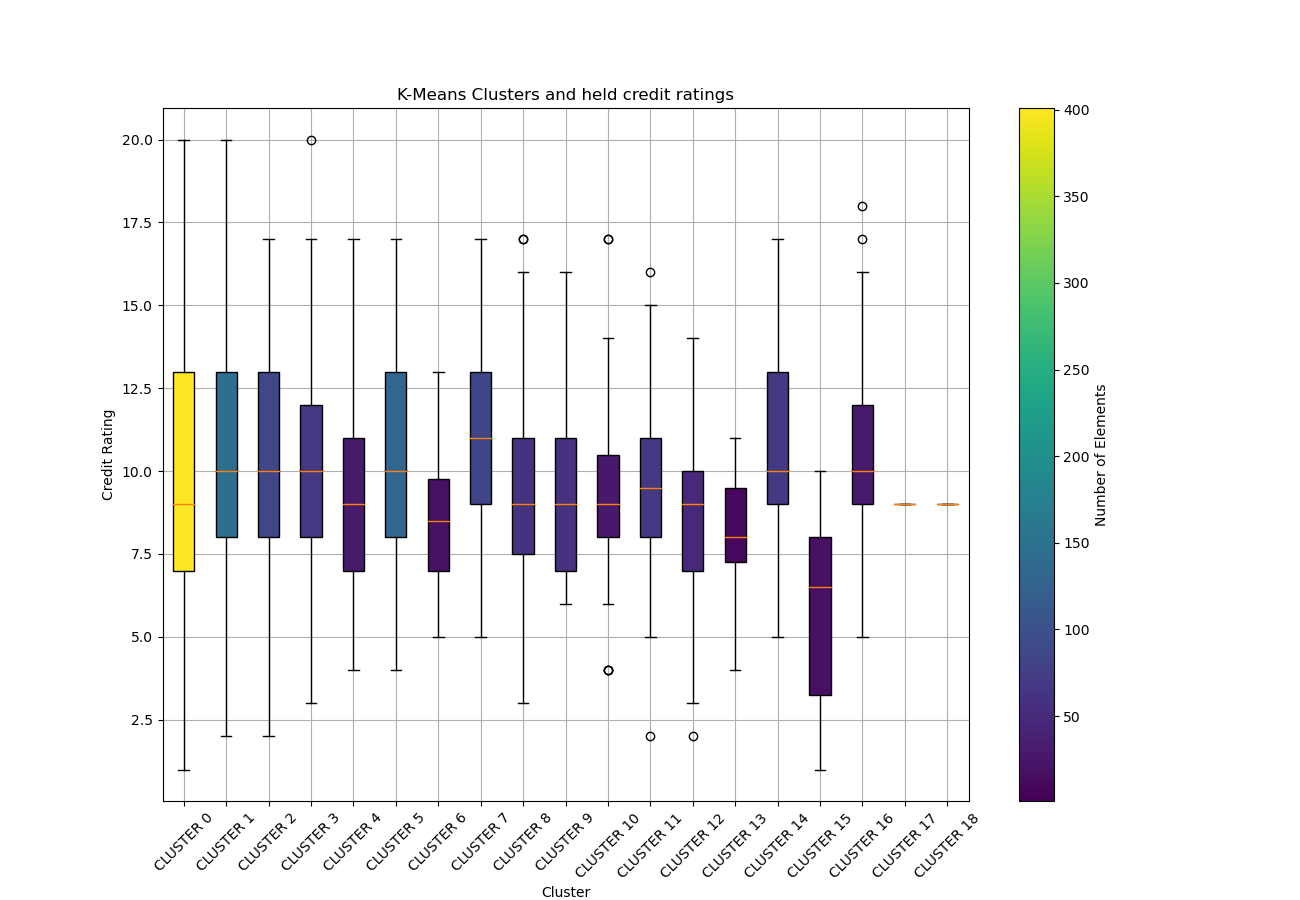 K-Means Clusters and held credit ratings
20.0
17.5
15.0
12.5
10.0
7.5
5.0
2.5
Credit Rating
CLUSTER 0
CLUSTER 1
CLUSTER 2
CLUSTER 3
CLUSTER 4
CLUSTER 5
CLUSTER 6
CLUSTER 7
CLUSTER 8
CLUSTER 9
CLUSTER 10
CLUSTER 11
CLUSTER 12
CLUSTER 13
CLUSTER 14
CLUSTER 15
CLUSTER 16
CLUSTER 17
CLUSTER 18
Cluster
400
350
300
250
200
150
100
50
Number of Elements